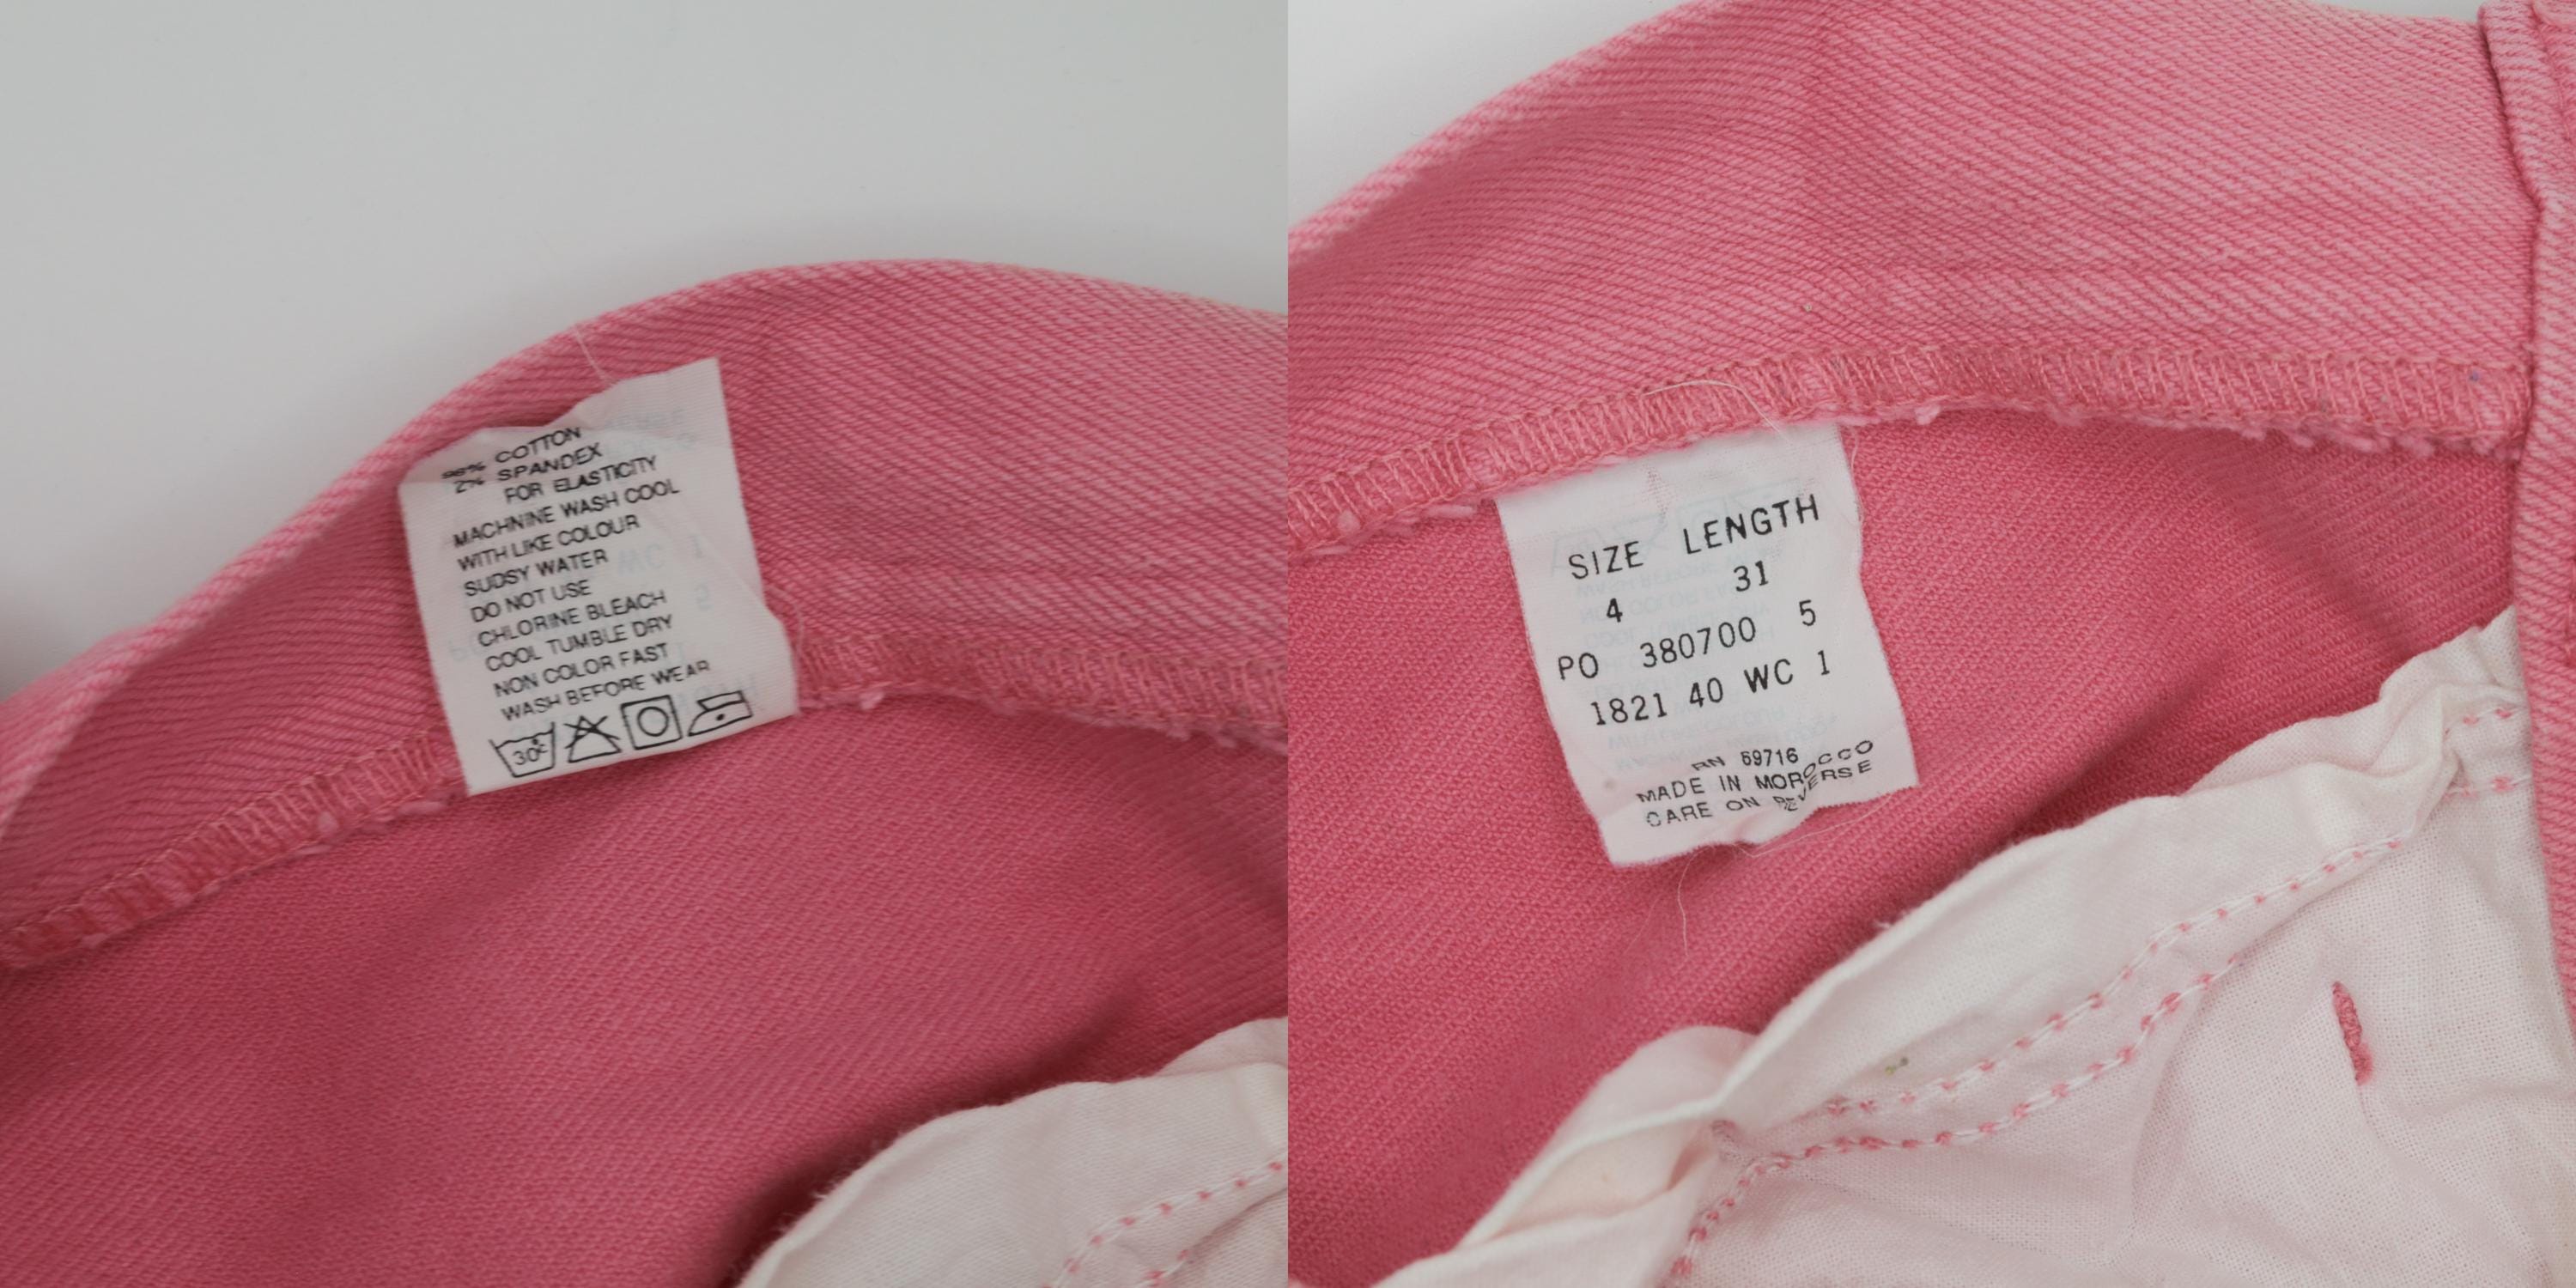 98% COTTON
2% SPANDEX
FOR ELASTICITY
MACHNINE WASH COOL
WITH LIKE COLOUR
SUDSY WATER
DO NOT USE
CHLORINE BLEACH
COOL TUMBLE DRY
NON COLOR FAST
WASH BEFORE WEAR
30°C
SIZE LENGTH
4 31
PO 380700 5
1821 40 WC 1
RN 69716
MADE IN MOROCCO
CARE ON REVERSE